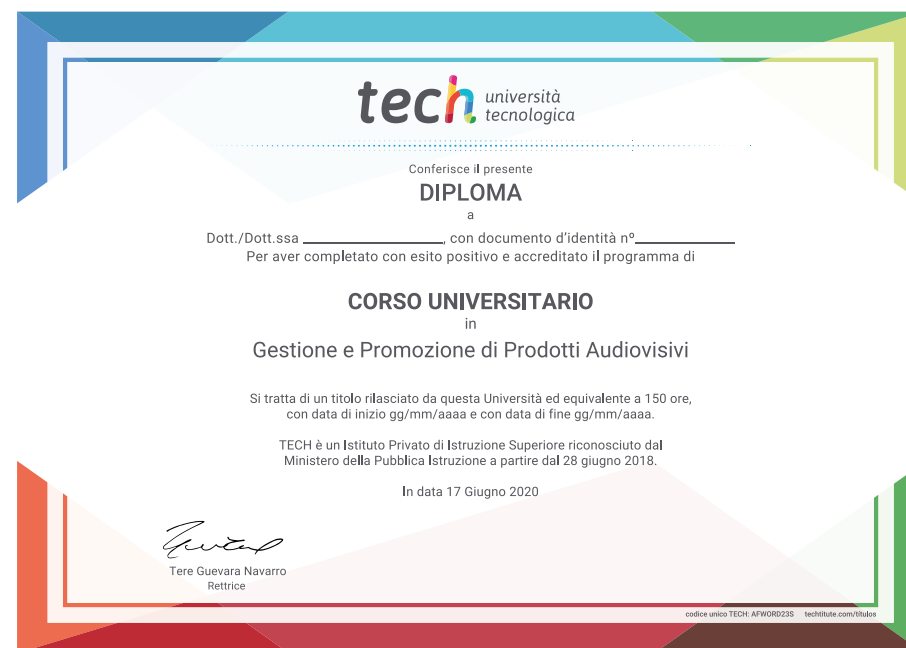 tech università
tecnologica
Conferisce il presente
DIPLOMA
a
Dott./Dott.ssa ____________________, con documento d'identità nº______________
Per aver completato con esito positivo e accreditato il programma di
CORSO UNIVERSITARIO
in
Gestione e Promozione di Prodotti Audiovisivi
Si tratta di un titolo rilasciato da questa Università ed equivalente a 150 ore,
con data di inizio gg/mm/aaaa e con data di fine gg/mm/aaaa.
TECH è un Istituto Privato di Istruzione Superiore riconosciuto dal
Ministero della Pubblica Istruzione a partire dal 28 giugno 2018.
In data 17 Giugno 2020
Tere Guevara Navarro
Rettrice
codice unico TECH: AFWORD23S techtitute.com/titulos